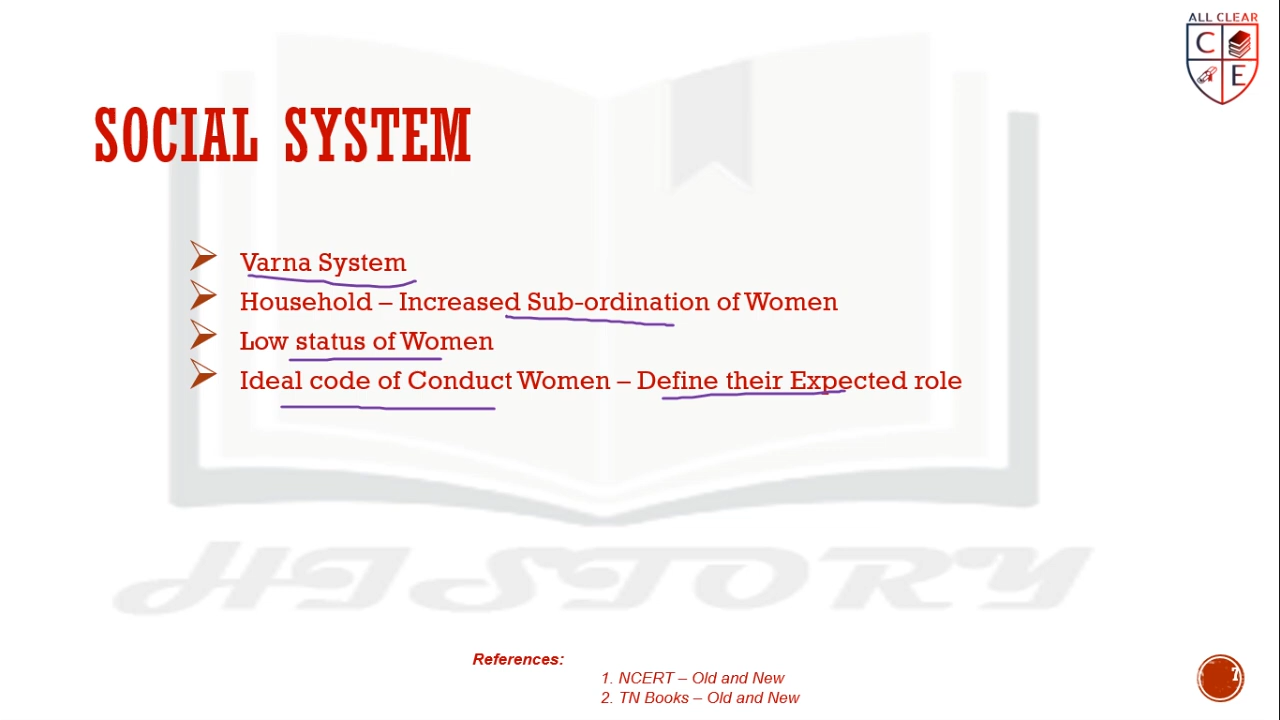 ALL CLEAR
C
E
SOCIAL SYSTEM
Varna System
Household – Increased Sub-ordination of Women
Low status of Women
Ideal code of Conduct Women – Define their Expected role
HISTORY
References:
1. NCERT – Old and New
2. TN Books – Old and New
7